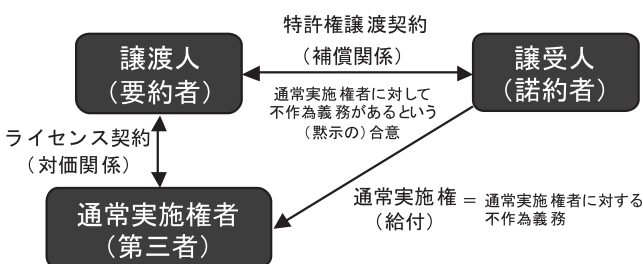 特許権譲渡契約
（補償関係）
譲渡人
（要約者）
譲受人
（諾約者）
通常実施権者に対して
不作為義務があるという
（黙示の）合意
ライセンス契約
（対価関係）
通常実施権
（給付）
＝ 通常実施権者に対する
不作為義務
通常実施権者
（第三者）